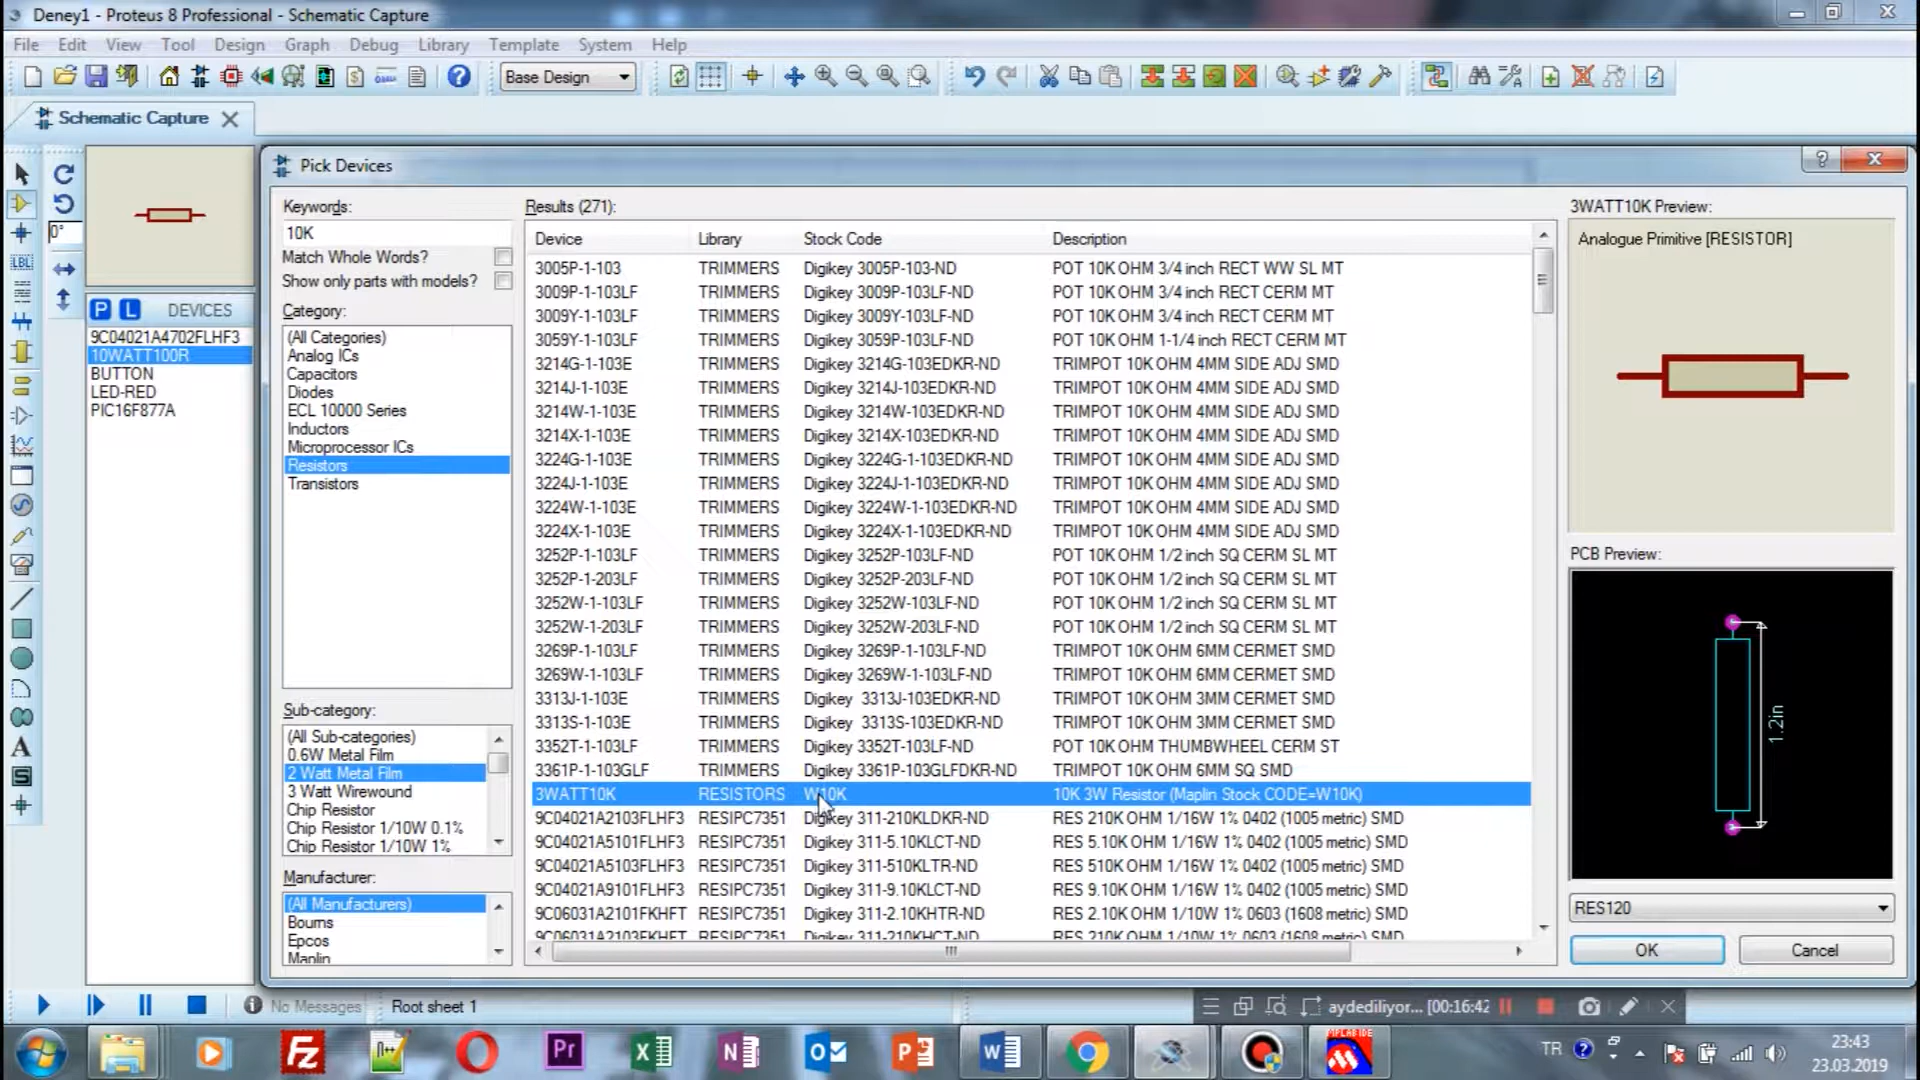 Deney1 - Proteus 8 Professional - Schematic Capture
File Edit View Tool Design Graph Debug Library Template System Help
Base Design
Schematic Capture
Pick Devices
0°
LBL
P L DEVICES
9C04021A4702FLHF3
10WATT100R
BUTTON
LED-RED
PIC16F877A
A
S
Keywords:
10K
Match Whole Words?
Show only parts with models?
Category:
(All Categories)
Analog ICs
Capacitors
Diodes
ECL 10000 Series
Inductors
Microprocessor ICs
Resistors
Transistors
Sub-category:
(All Sub-categories)
0.6W Metal Film
2 Watt Metal Film
3 Watt Wirewound
Chip Resistor
Chip Resistor 1/10W 0.1%
Chip Resistor 1/10W 1%
Manufacturer:
(All Manufacturers)
Bourns
Epcos
Maplin
Results (271):
Device Library Stock Code Description
3005P-1-103 TRIMMERS Digikey 3005P-103-ND POT 10K OHM 3/4 inch RECT WW SL MT
3009P-1-103LF TRIMMERS Digikey 3009P-103LF-ND POT 10K OHM 3/4 inch RECT CERM MT
3009Y-1-103LF TRIMMERS Digikey 3009Y-103LF-ND POT 10K OHM 3/4 inch RECT CERM MT
3059Y-1-103LF TRIMMERS Digikey 3059P-103LF-ND POT 10K OHM 1-1/4 inch RECT CERM MT
3214G-1-103E TRIMMERS Digikey 3214G-103EDKR-ND TRIMPOT 10K OHM 4MM SIDE ADJ SMD
3214J-1-103E TRIMMERS Digikey 3214J-103EDKR-ND TRIMPOT 10K OHM 4MM SIDE ADJ SMD
3214W-1-103E TRIMMERS Digikey 3214W-103EDKR-ND TRIMPOT 10K OHM 4MM SIDE ADJ SMD
3214X-1-103E TRIMMERS Digikey 3214X-103EDKR-ND TRIMPOT 10K OHM 4MM SIDE ADJ SMD
3224G-1-103E TRIMMERS Digikey 3224G-1-103EDKR-ND TRIMPOT 10K OHM 4MM SIDE ADJ SMD
3224J-1-103E TRIMMERS Digikey 3224J-1-103EDKR-ND TRIMPOT 10K OHM 4MM SIDE ADJ SMD
3224W-1-103E TRIMMERS Digikey 3224W-1-103EDKR-ND TRIMPOT 10K OHM 4MM SIDE ADJ SMD
3224X-1-103E TRIMMERS Digikey 3224X-1-103EDKR-ND TRIMPOT 10K OHM 4MM SIDE ADJ SMD
3252P-1-103LF TRIMMERS Digikey 3252P-103LF-ND POT 10K OHM 1/2 inch SQ CERM SL MT
3252P-1-203LF TRIMMERS Digikey 3252P-203LF-ND POT 10K OHM 1/2 inch SQ CERM SL MT
3252W-1-103LF TRIMMERS Digikey 3252W-103LF-ND POT 10K OHM 1/2 inch SQ CERM SL MT
3252W-1-203LF TRIMMERS Digikey 3252W-203LF-ND POT 10K OHM 1/2 inch SQ CERM SL MT
3269P-1-103LF TRIMMERS Digikey 3269P-1-103LF-ND TRIMPOT 10K OHM 6MM CERMET SMD
3269W-1-103LF TRIMMERS Digikey 3269W-1-103LF-ND TRIMPOT 10K OHM 6MM CERMET SMD
3313J-1-103E TRIMMERS Digikey 3313J-103EDKR-ND TRIMPOT 10K OHM 3MM CERMET SMD
3313S-1-103E TRIMMERS Digikey 3313S-103EDKR-ND TRIMPOT 10K OHM 3MM CERMET SMD
3352T-1-103LF TRIMMERS Digikey 3352T-103LF-ND POT 10K OHM THUMBWHEEL CERM ST
3361P-1-103GLF TRIMMERS Digikey 3361P-103GLFDKR-ND TRIMPOT 10K OHM 6MM SQ SMD
3WATT10K RESISTORS W10K 10K 3W Resistor (Maplin Stock CODE=W10K)
9C04021A2103FLHF3 RESIPC7351 Digikey 311-210KLDKR-ND RES 210K OHM 1/16W 1% 0402 (1005 metric) SMD
9C04021A5101FLHF3 RESIPC7351 Digikey 311-5.10KLCT-ND RES 5.10K OHM 1/16W 1% 0402 (1005 metric) SMD
9C04021A5103FLHF3 RESIPC7351 Digikey 311-510KLTR-ND RES 510K OHM 1/16W 1% 0402 (1005 metric) SMD
9C04021A9101FLHF3 RESIPC7351 Digikey 311-9.10KLCT-ND RES 9.10K OHM 1/16W 1% 0402 (1005 metric) SMD
9C06031A2101FKHFT RESIPC7351 Digikey 311-2.10KHTR-ND RES 2.10K OHM 1/10W 1% 0603 (1608 metric) SMD
9C06031A2103FKHFT RESIPC7351 Digikey 311-210KHCT-ND RES 210K OHM 1/10W 1% 0603 (1608 metric) SMD
3WATT10K Preview:
Analogue Primitive [RESISTOR]
PCB Preview:
1.2in
RES120
OK Cancel
No Messages Root sheet 1
aydediliyor... [00:16:42]
Fz
n++
Pr
X
N
O
P
W
TR
23:43
23.03.2019